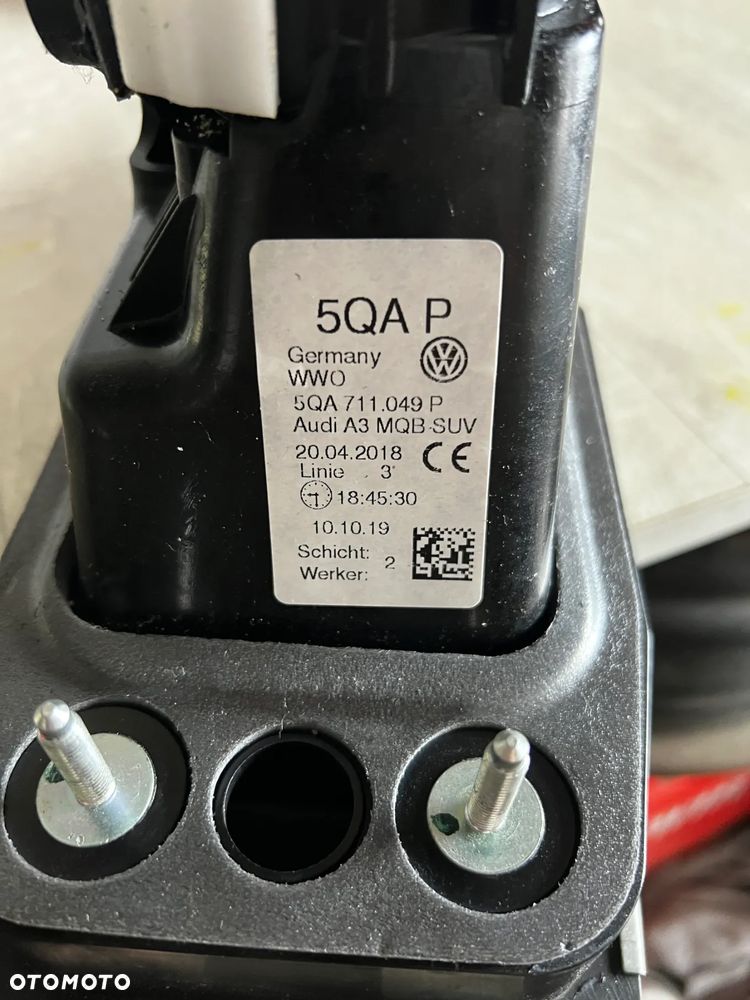 5QA P
Germany
WWO
5QA 711.049 P
Audi A3 MQB-SUV
20.04.2018 CE
Linie 3
18:45:30
10.10.19
Schicht: 2
Werker:
OTOMOTO